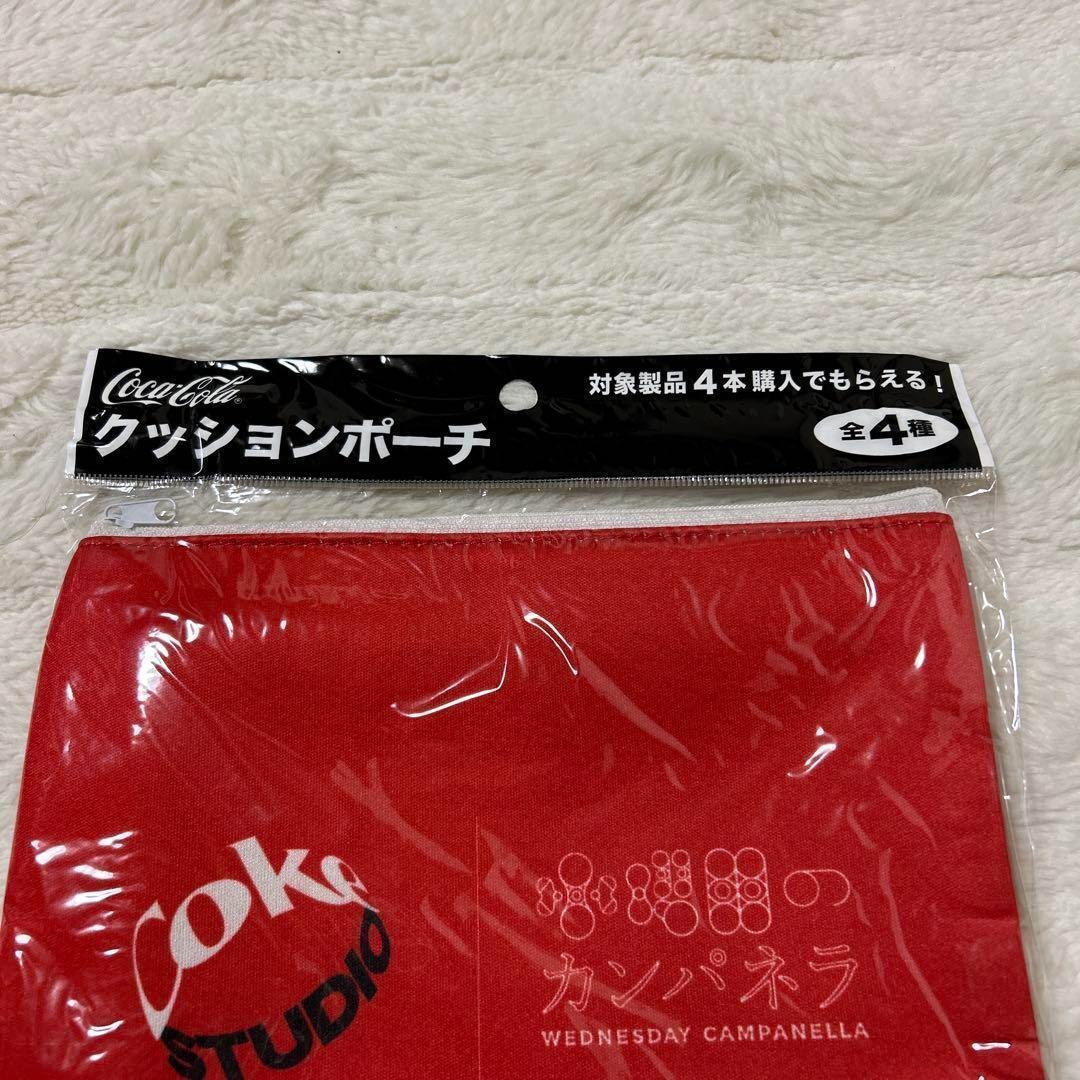 Coca-Cola®
クッションポーチ
対象製品4本購入でもらえる!
全4種
Coke
STUDIO
水曜日の
カンパネラ
WEDNESDAY CAMPANELLA